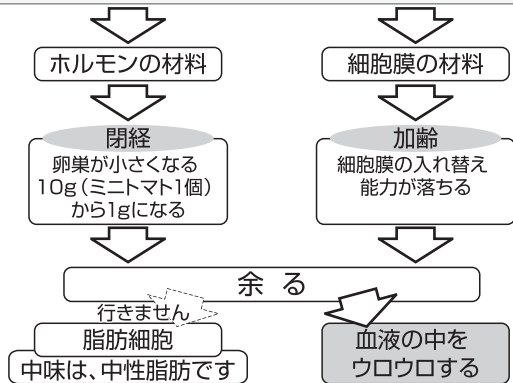 ホルモンの材料
細胞膜の材料
閉経
卵巣が小さくなる
10g（ミニトマト1個）
から1gになる
加齢
細胞膜の入れ替え
能力が落ちる
余る
行きません
脂肪細胞
中味は、中性脂肪です
血液の中を
ウロウロする